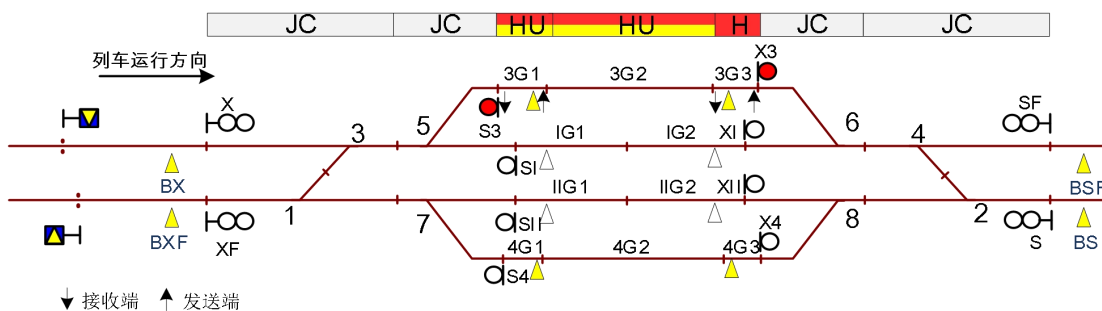 JC JC HU HU H JC JC
列车运行方向
3G1 3G2 3G3 X3
X S3 IG1 IG2 XI SF
3 5 6 4
BX SI BSF
IIG1 IIG2 XII
1 7 8 2
BXF XF SII X4 S BS
4G1 4G2 4G3
S4
接收端 发送端